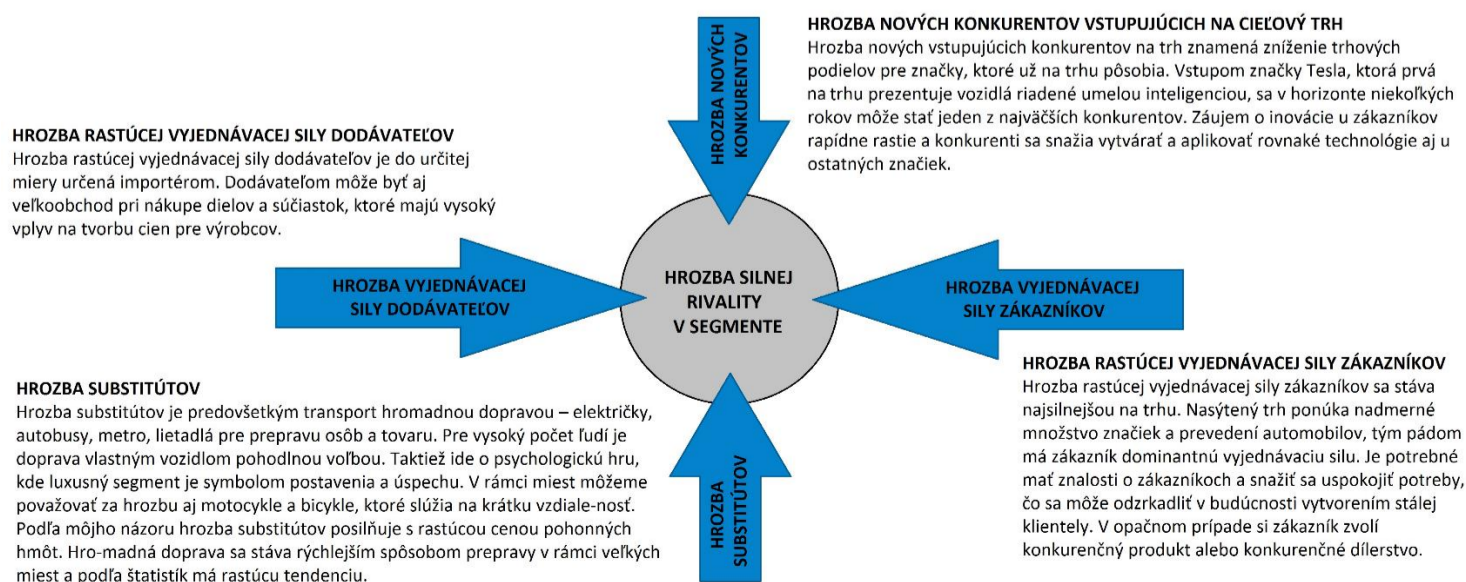 HROZBA NOVÝCH
KONKURENTOV
HROZBA NOVÝCH KONKURENTOV VSTUPUJÚCICH NA CIEĽOVÝ TRH
Hrozba nových vstupujúcich konkurentov na trh znamená zníženie trhových
podielov pre značky, ktoré už na trhu pôsobia. Vstupom značky Tesla, ktorá prvá
na trhu prezentuje vozidlá riadené umelou inteligenciou, sa v horizonte niekoľkých
rokov môže stať jeden z najväčších konkurentov. Záujem o inovácie u zákazníkov
rapídne rastie a konkurenti sa snažia vytvárať a aplikovať rovnaké technológie aj u
ostatných značiek.
HROZBA RASTÚCEJ VYJEDNÁVACEJ SILY DODÁVATEĽOV
Hrozba rastúcej vyjednávacej sily dodávateľov je do určitej
miery určená importérom. Dodávateľom môže byť aj
veľkoobchod pri nákupe dielov a súčiastok, ktoré majú vysoký
vplyv na tvorbu cien pre výrobcov.
HROZBA VYJEDNÁVACEJ
SILY DODÁVATEĽOV
HROZBA SILNEJ
RIVALITY
V SEGMENTE
HROZBA VYJEDNÁVACEJ
SILY ZÁKAZNÍKOV
HROZBA SUBSTITÚTOV
Hrozba substitútov je predovšetkým transport hromadnou dopravou – električky,
autobusy, metro, lietadlá pre prepravu osôb a tovaru. Pre vysoký počet ľudí je
doprava vlastným vozidlom pohodlnou voľbou. Taktiež ide o psychologickú hru,
kde luxusný segment je symbolom postavenia a úspechu. V rámci miest môžeme
považovať za hrozbu aj motocykle a bicykle, ktoré slúžia na krátku vzdiale-nosť.
Podľa môjho názoru hrozba substitútov posilňuje s rastúcou cenou pohonných
hmôt. Hro-madná doprava sa stáva rýchlejším spôsobom prepravy v rámci veľkých
miest a podľa štatistík má rastúcu tendenciu.
HROZBA
SUBSTITÚTOV
HROZBA RASTÚCEJ VYJEDNÁVACEJ SILY ZÁKAZNÍKOV
Hrozba rastúcej vyjednávacej sily zákazníkov sa stáva
najsilnejšou na trhu. Nasýtený trh ponúka nadmerné
množstvo značiek a prevedení automobilov, tým pádom
má zákazník dominantnú vyjednávaciu silu. Je potrebné
mať znalosti o zákazníkoch a snažiť sa uspokojiť potreby,
čo sa môže odzrkadliť v budúcnosti vytvorením stálej
klientely. V opačnom prípade si zákazník zvolí
konkurenčný produkt alebo konkurenčné dílerstvo.